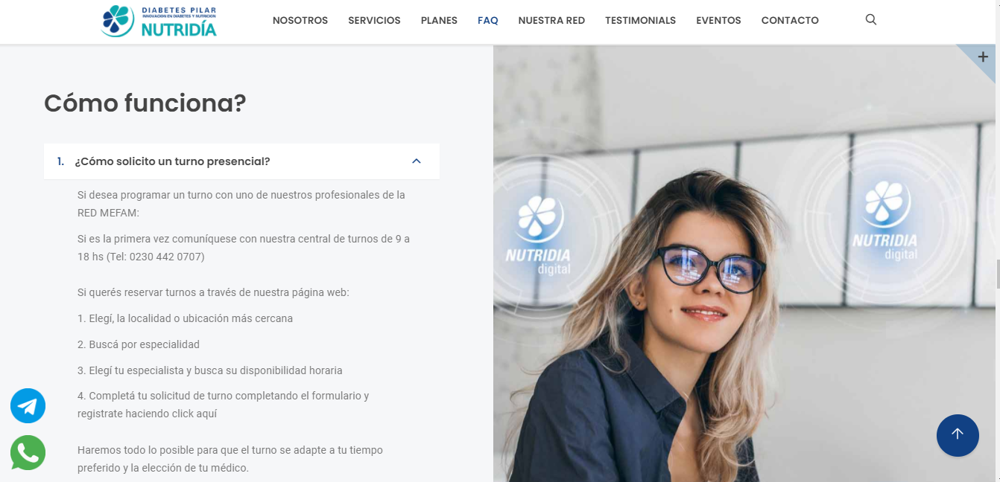 DIABETES PILAR
INNOVACION EN DIABETES Y NUTRICION
NUTRIDÍA
NOSOTROS
SERVICIOS
PLANES
FAQ
NUESTRA RED
TESTIMONIALS
EVENTOS
CONTACTO
Cómo funciona?
1. ¿Cómo solicito un turno presencial?
Si desea programar un turno con uno de nuestros profesionales de la
RED MEFAM:
Si es la primera vez comuníquese con nuestra central de turnos de 9 a
18 hs (Tel: 0230 442 0707)
Si querés reservar turnos a través de nuestra página web:
1. Elegí, la localidad o ubicación más cercana
2. Buscá por especialidad
3. Elegí tu especialista y busca su disponibilidad horaria
4. Completá tu solicitud de turno completando el formulario y
registrate haciendo click aquí
Haremos todo lo posible para que el turno se adapte a tu tiempo
preferido y la elección de tu médico.
NUTRIDIA
digital
NUTRIDIA
digital